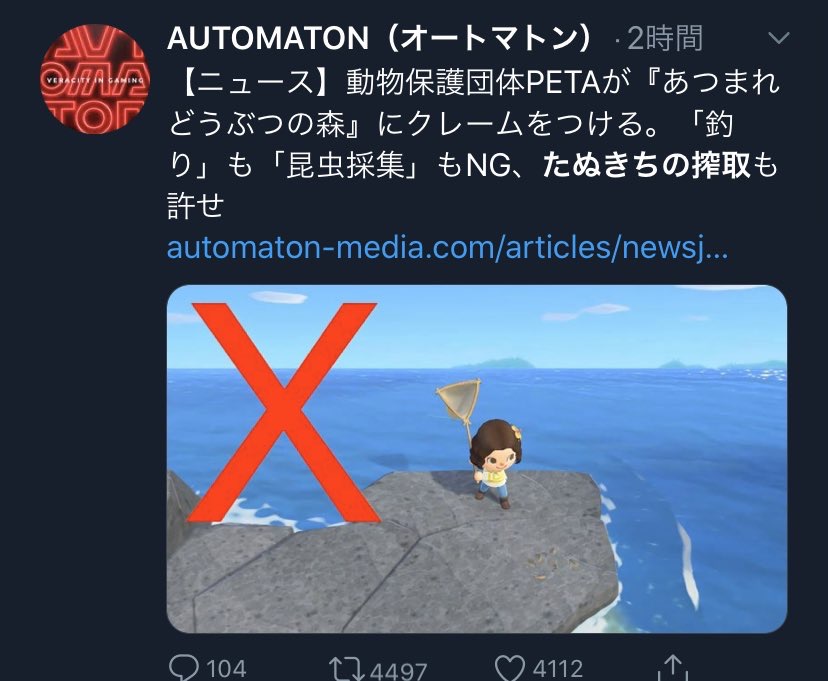 AUTOMATON（オートマトン） ・2時間
VERACITY IN GAMING
【ニュース】動物保護団体PETAが『あつまれ
どうぶつの森』にクレームをつける。「釣
り」も「昆虫採集」もNG、たぬきちの搾取も
許せ
automaton-media.com/articles/newsj...
X
104 4497 4112